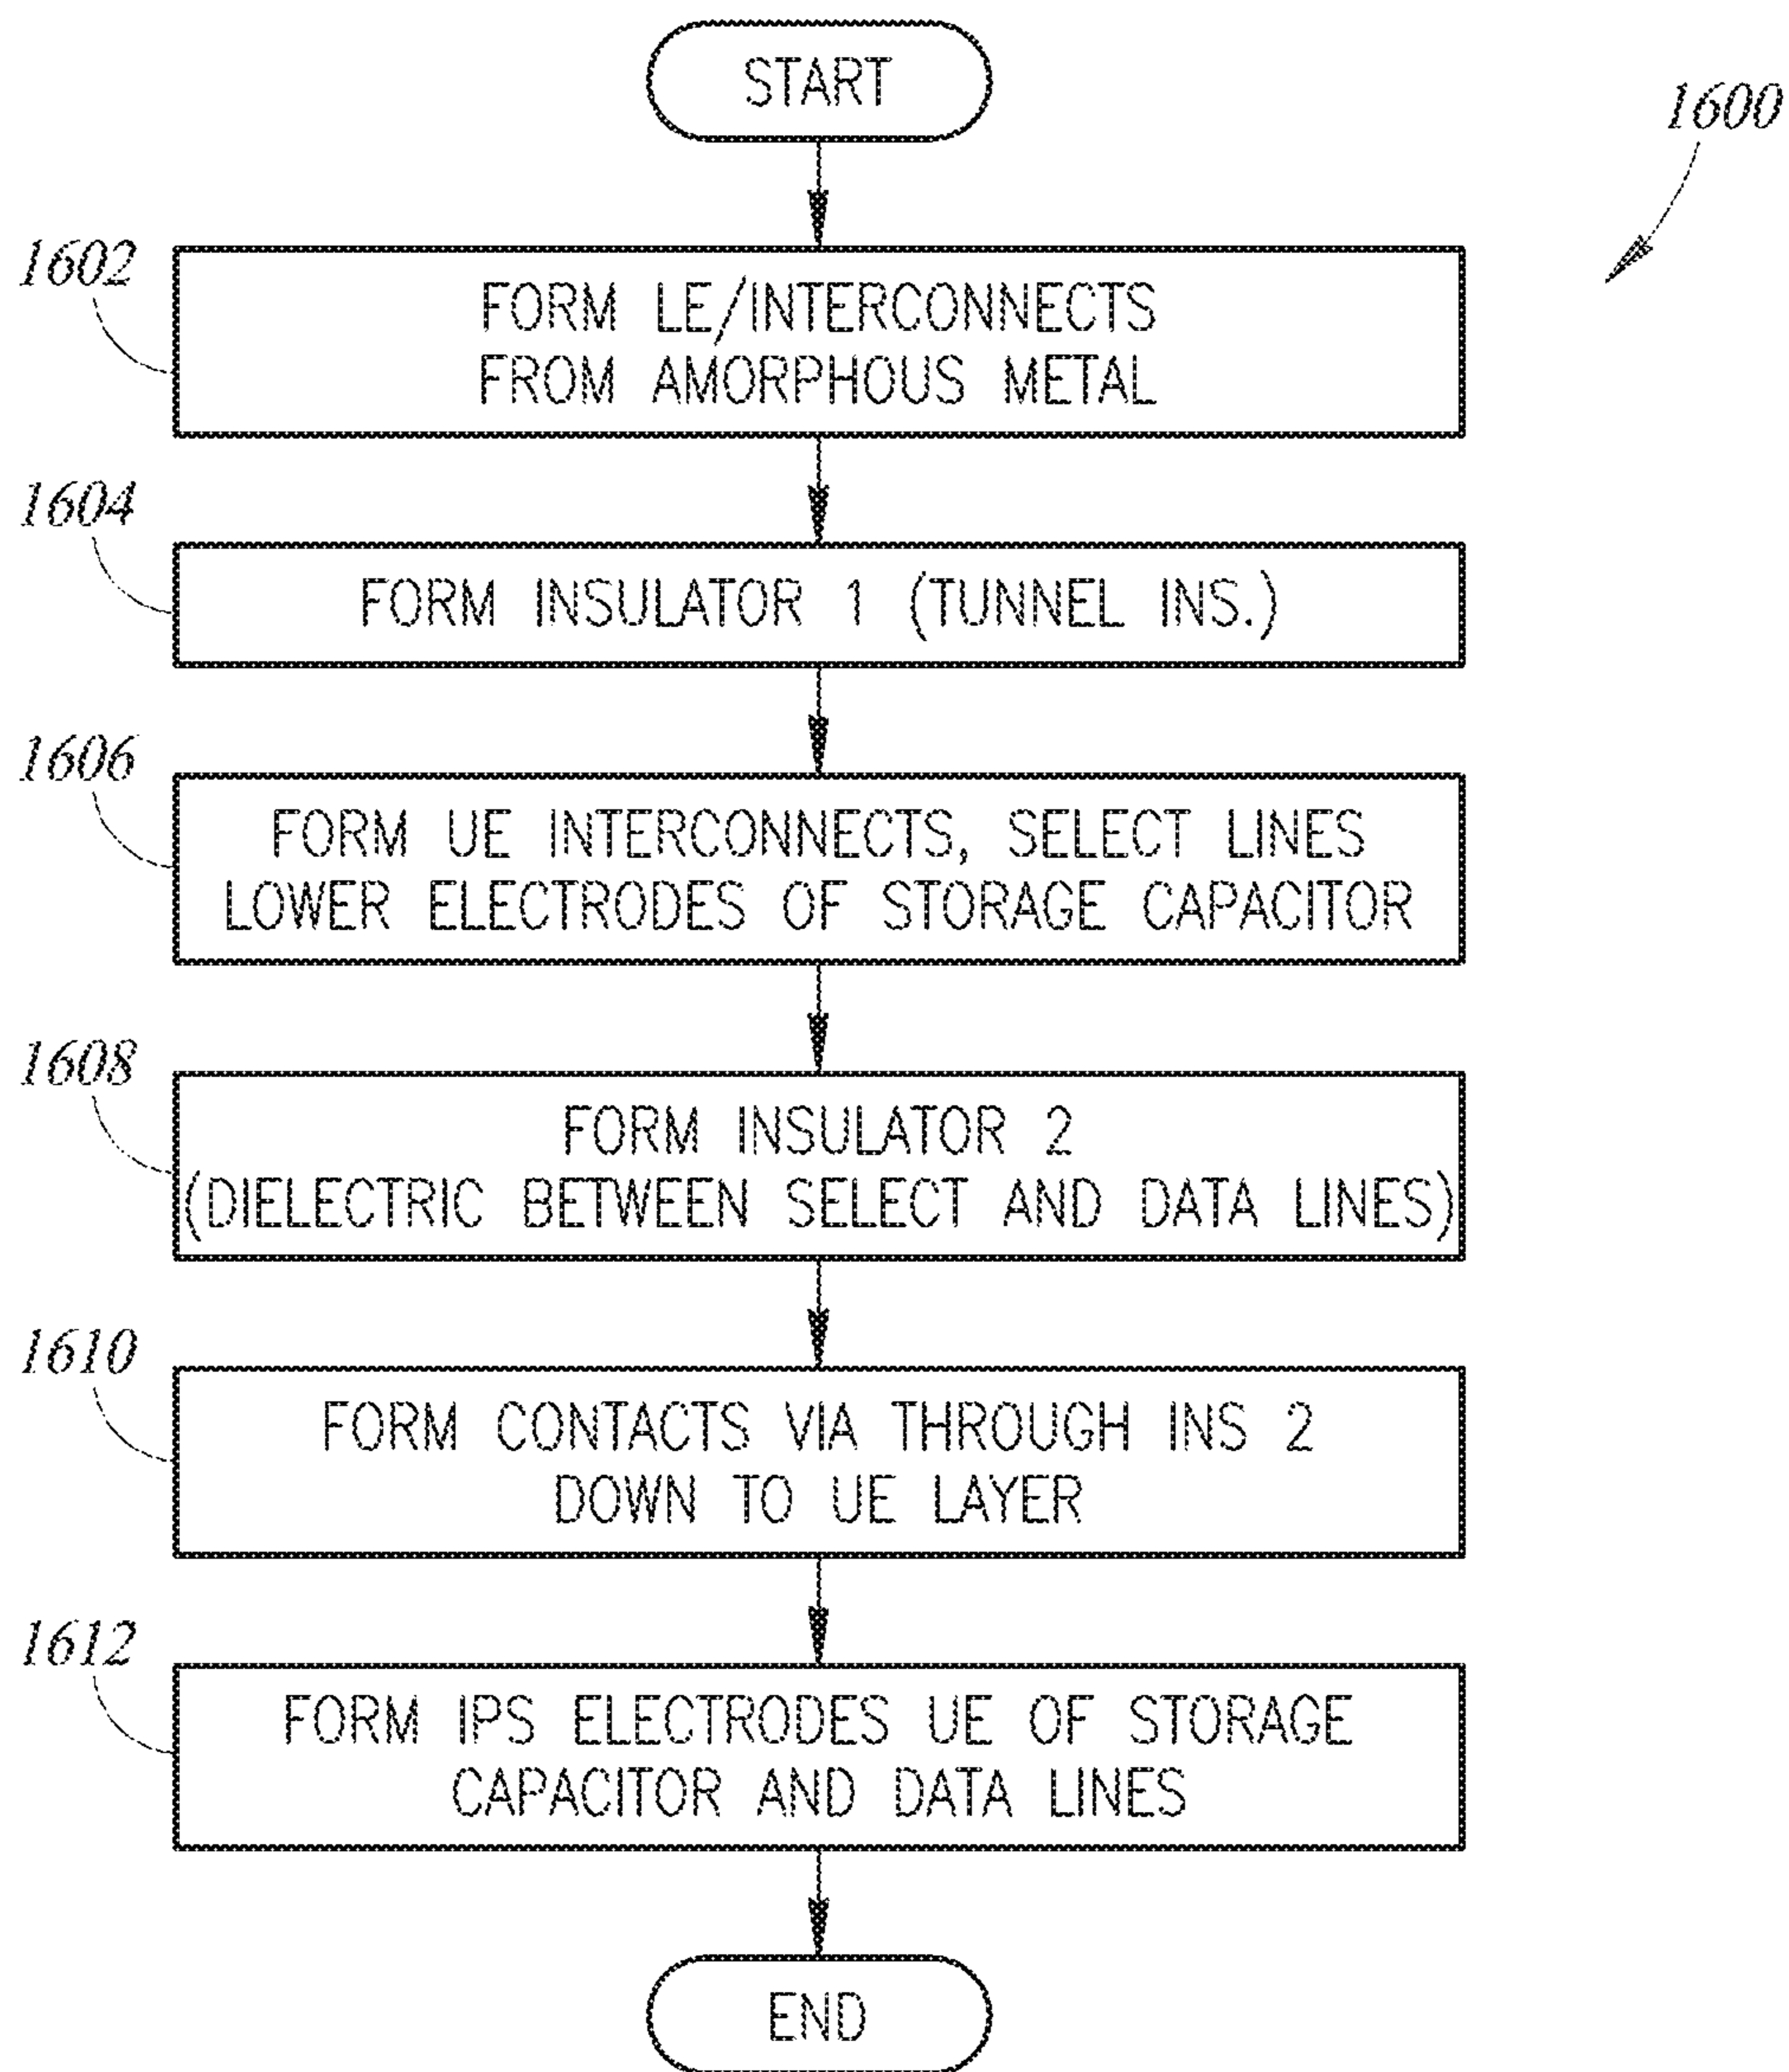 START
1600
1602
FORM LE/INTERCONNECTS
FROM AMORPHOUS METAL
1604
FORM INSULATOR 1 (TUNNEL INS.)
1606
FORM UE INTERCONNECTS, SELECT LINES
LOWER ELECTRODES OF STORAGE CAPACITOR
1608
FORM INSULATOR 2
(DIELECTRIC BETWEEN SELECT AND DATA LINES)
1610
FORM CONTACTS VIA THROUGH INS 2
DOWN TO UE LAYER
1612
FORM IPS ELECTRODES UE OF STORAGE
CAPACITOR AND DATA LINES
END